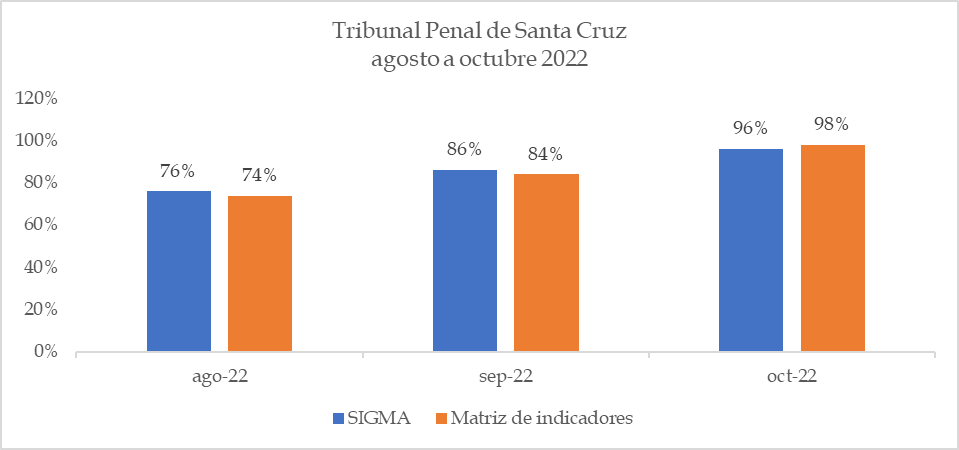 Tribunal Penal de Santa Cruz
agosto a octubre 2022
120%
100%
80%
60%
40%
20%
0%
76%
74%
86%
84%
96%
98%
ago-22
sep-22
oct-22
SIGMA
Matriz de indicadores